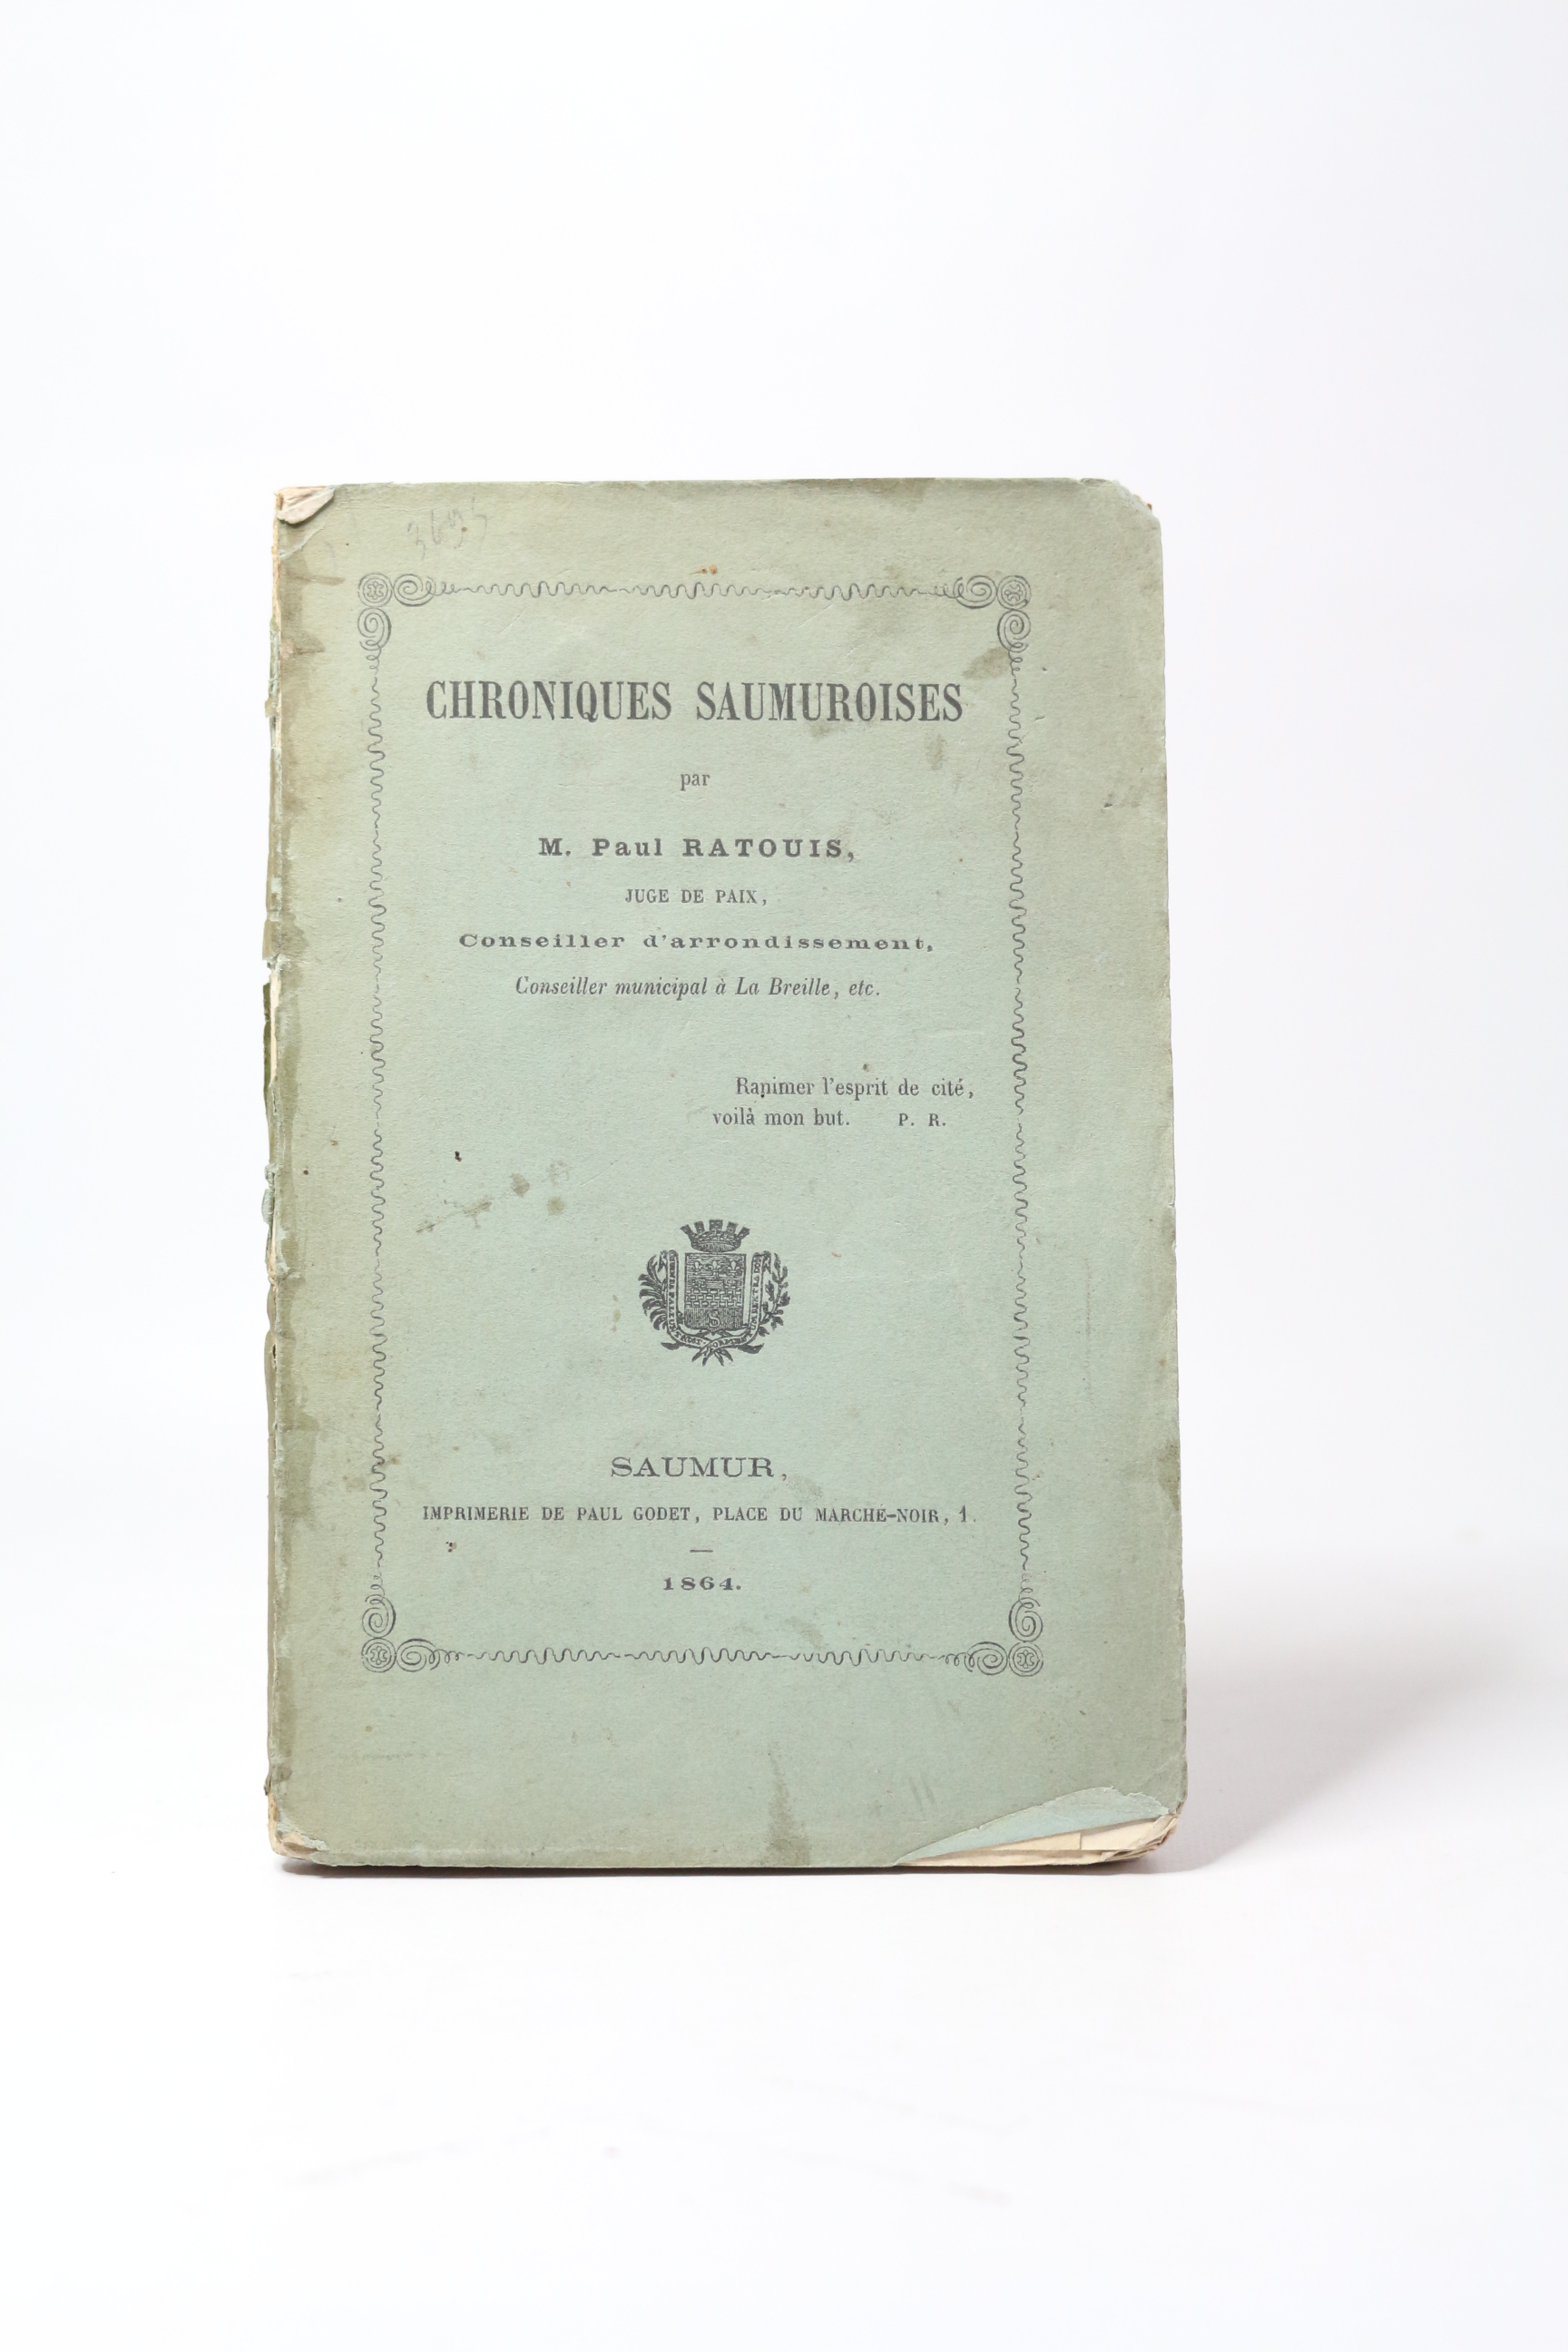 CHRONIQUES SAUMUROISES
par
M. Paul RATOUIS,
JUGE DE PAIX,
Conseiller d'arrondissement,
Conseiller municipal à La Breille, etc.
Ranimer l'esprit de cité,
voilà mon but. P. R.
SAUMUR,
IMPRIMERIE DE PAUL GODET, PLACE DU MARCHÉ-NOIR, 1.
1864.